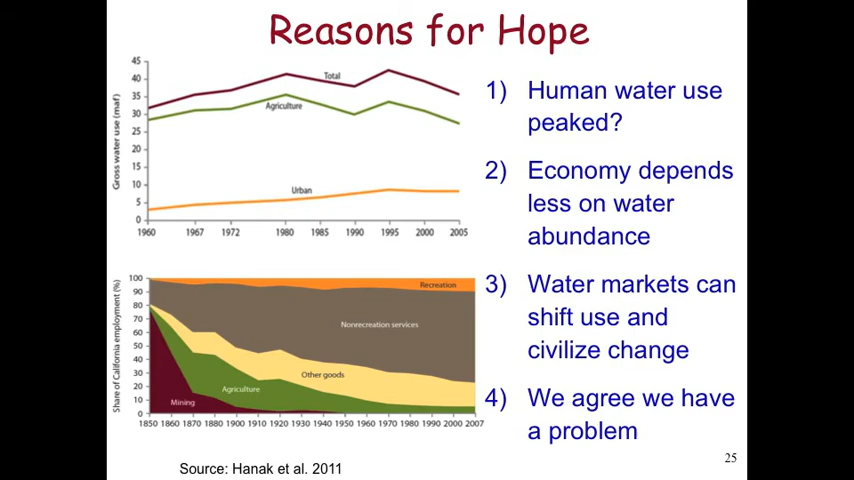 Reasons for Hope
45
40
35
30
25
20
15
10
5
0
Gross water use (maf)
Total
Agriculture
Urban
1960 1967 1972 1980 1985 1990 1995 2000 2005
100
90
80
70
60
50
40
30
20
10
0
Share of California employment (%)
Recreation
Nonrecreation services
Other goods
Agriculture
Mining
1850 1860 1870 1880 1900 1910 1920 1930 1940 1950 1960 1970 1980 1990 2000 2007
1) Human water use
peaked?
2) Economy depends
less on water
abundance
3) Water markets can
shift use and
civilize change
4) We agree we have
a problem
Source: Hanak et al. 2011
25